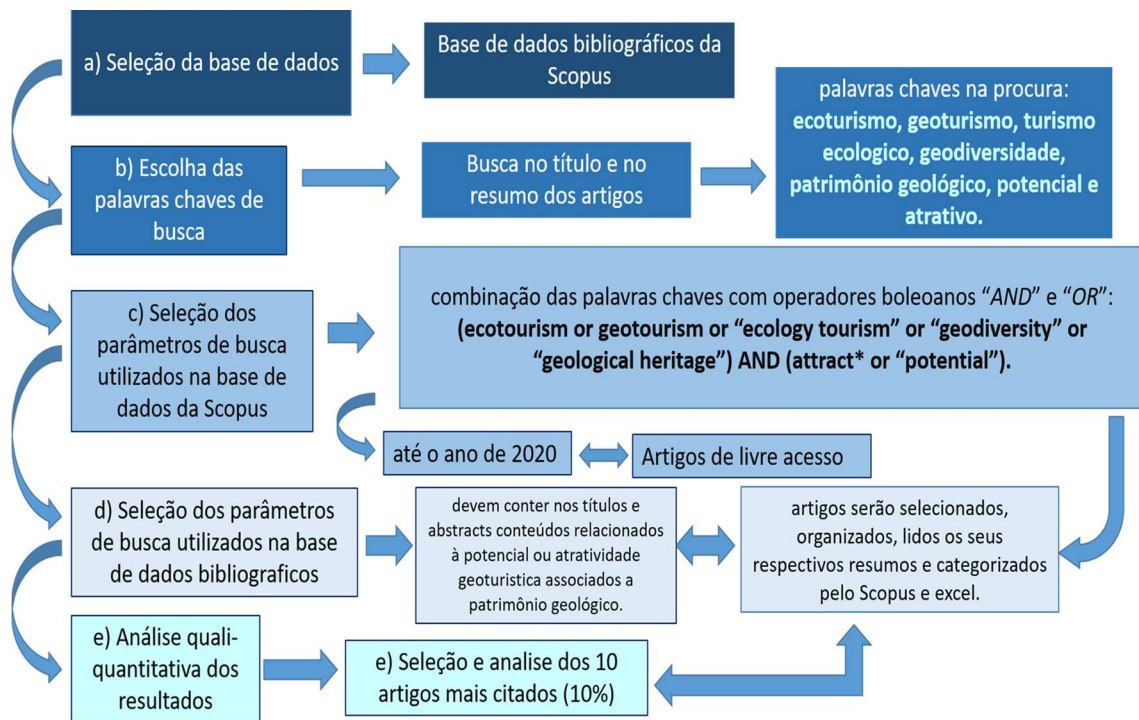 a) Seleção da base de dados
Base de dados bibliográficos da
Scopus
palavras chaves na procura:
ecoturismo, geoturismo, turismo
ecologico, geodiversidade,
patrimônio geológico, potencial e
atrativo.
b) Escolha das
palavras chaves de
busca
Busca no título e no
resumo dos artigos
c) Seleção dos
parâmetros de busca
utilizados na base de
dados da Scopus
combinação das palavras chaves com operadores boleoanos “AND” e “OR”:
(ecotourism or geotourism or “ecology tourism” or “geodiversity” or
“geological heritage”) AND (attract* or “potential”).
até o ano de 2020
Artigos de livre acesso
d) Seleção dos parâmetros
de busca utilizados na base
de dados bibliograficos
devem conter nos títulos e
abstracts conteúdos relacionados
à potencial ou atratividade
geoturistica associados a
patrimônio geológico.
artigos serão selecionados,
organizados, lidos os seus
respectivos resumos e categorizados
pelo Scopus e excel.
e) Análise quali-
quantitativa dos
resultados
e) Seleção e analise dos 10
artigos mais citados (10%)